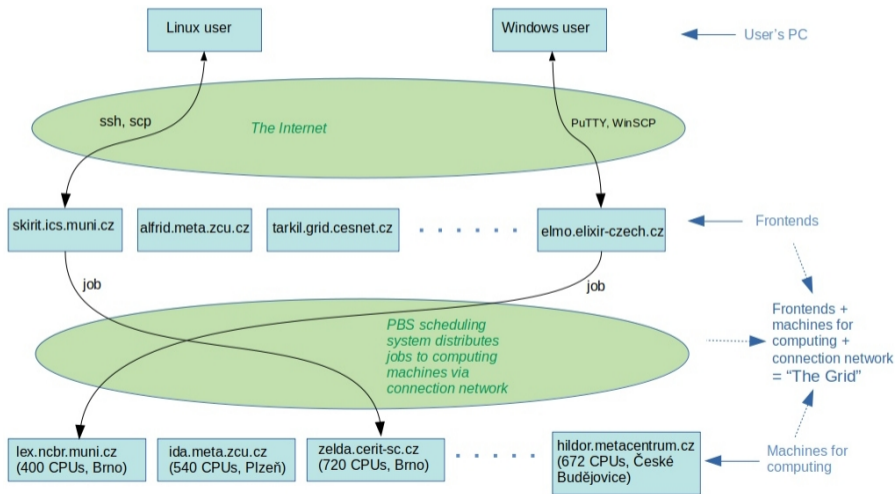 Linux user
Windows user
User's PC
ssh, scp
The Internet
PuTTY, WinSCP
skirit.ics.muni.cz
alfrid.meta.zcu.cz
tarkil.grid.cesnet.cz
elmo.elixir-czech.cz
Frontends
job
job
PBS scheduling
system distributes
jobs to computing
machines via
connection network
Frontends +
machines for
computing +
connection network
= “The Grid”
lex.ncbr.muni.cz
(400 CPUs, Brno)
ida.meta.zcu.cz
(540 CPUs, Plzeň)
zelda.cerit-sc.cz
(720 CPUs, Brno)
hildor.metacentrum.cz
(672 CPUs, České
Budějovice)
Machines for
computing